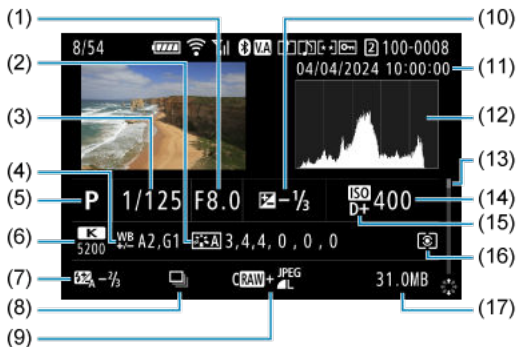 (1) (10)
8/54 V.A 2 100-0008
(2) 04/04/2024 10:00:00 (11)
(3) (12)
(4) (13)
(5) P 1/125 F8.0 -⅓ ISO D+ 400 (14)
(15)
(6) K 5200 WB +/- A2,G1 A 3,4,4, 0 , 0 , 0 (16)
(7) A -⅔ CRAW+ JPEG L 31.0MB
(8) (17)
(9)